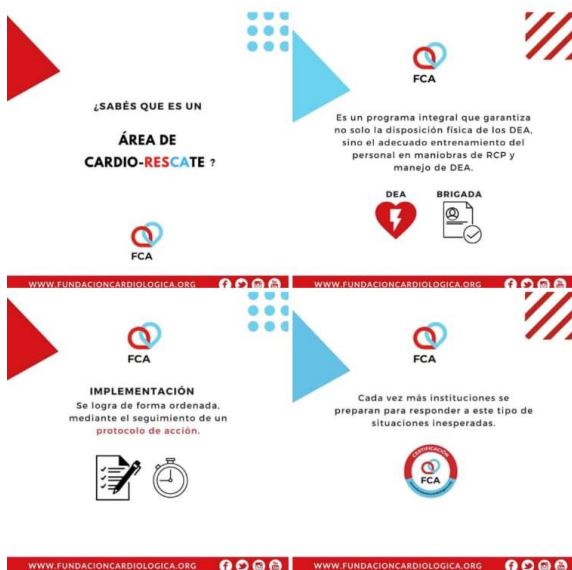 ¿SABÉS QUE ES UN
ÁREA DE
CARDIO-RESCATE ?
FCA
WWW.FUNDACIONCARDIOLOGICA.ORG
FCA
Es un programa integral que garantiza
no solo la disposición física de los DEA,
sino el adecuado entrenamiento del
personal en maniobras de RCP y
manejo de DEA.
DEA
BRIGADA
WWW.FUNDACIONCARDIOLOGICA.ORG
FCA
IMPLEMENTACIÓN
Se logra de forma ordenada,
mediante el seguimiento de un
protocolo de acción.
WWW.FUNDACIONCARDIOLOGICA.ORG
FCA
Cada vez más instituciones se
preparan para responder a este tipo de
situaciones inesperadas.
CERTIFICACIÓN
FCA
WWW.FUNDACIONCARDIOLOGICA.ORG